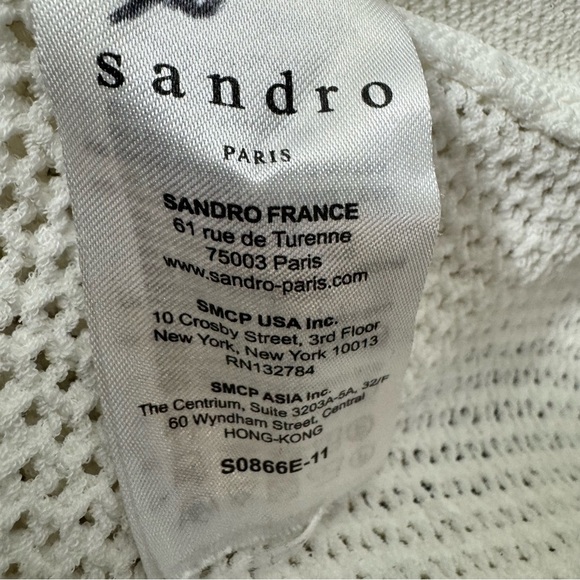 sandro
PARIS
SANDRO FRANCE
61 rue de Turenne
75003 Paris
www.sandro-paris.com
SMCP USA Inc.
10 Crosby Street, 3rd Floor
New York, New York 10013
RN132784
SMCP ASIA Inc.
The Centrium, Suite 3203A-5A, 32/F
60 Wyndham Street, Central
HONG-KONG
S0866E-11